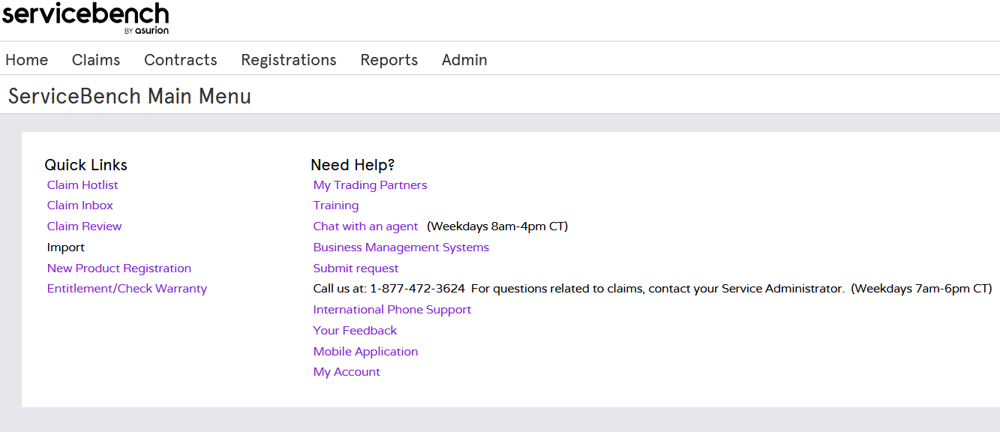 servicebench
BY asurion
Home Claims Contracts Registrations Reports Admin
ServiceBench Main Menu
Quick Links
Claim Hotlist
Claim Inbox
Claim Review
Import
New Product Registration
Entitlement/Check Warranty
Need Help?
My Trading Partners
Training
Chat with an agent (Weekdays 8am-4pm CT)
Business Management Systems
Submit request
Call us at: 1-877-472-3624 For questions related to claims, contact your Service Administrator. (Weekdays 7am-6pm CT)
International Phone Support
Your Feedback
Mobile Application
My Account